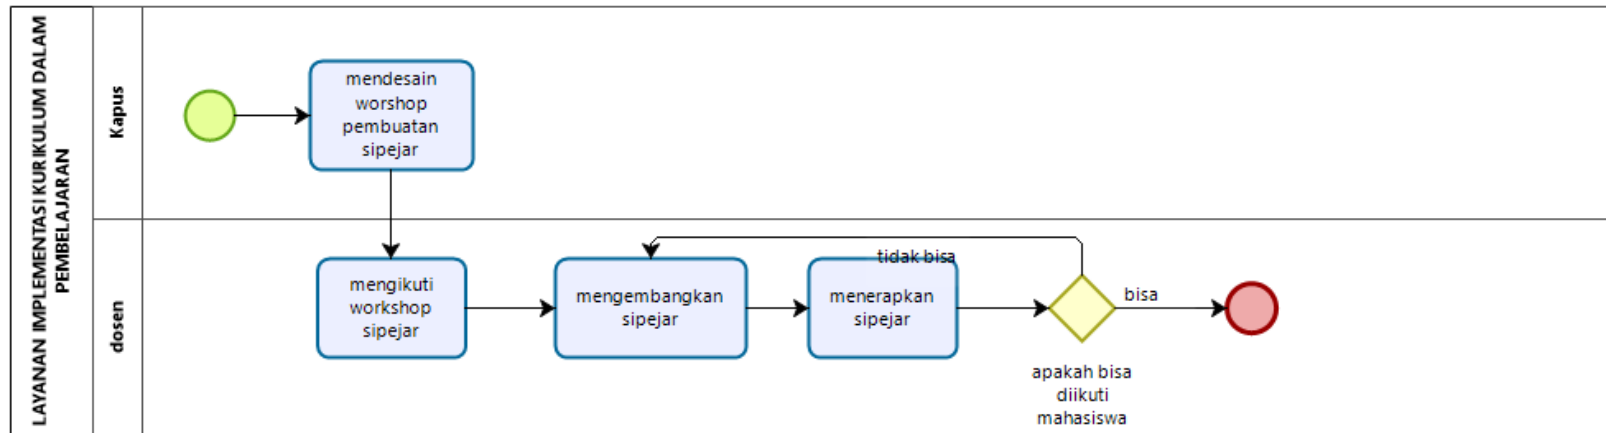 LAYANAN IMPLEMENTASI KURIKULUM DALAM
PEMBELAJARAN
Kapus
mendesain
worshop
pembuatan
sipejar
dosen
mengikuti
workshop
sipejar
mengembangkan
sipejar
menerapkan
sipejar
tidak bisa
bisa
apakah bisa
diikuti
mahasiswa